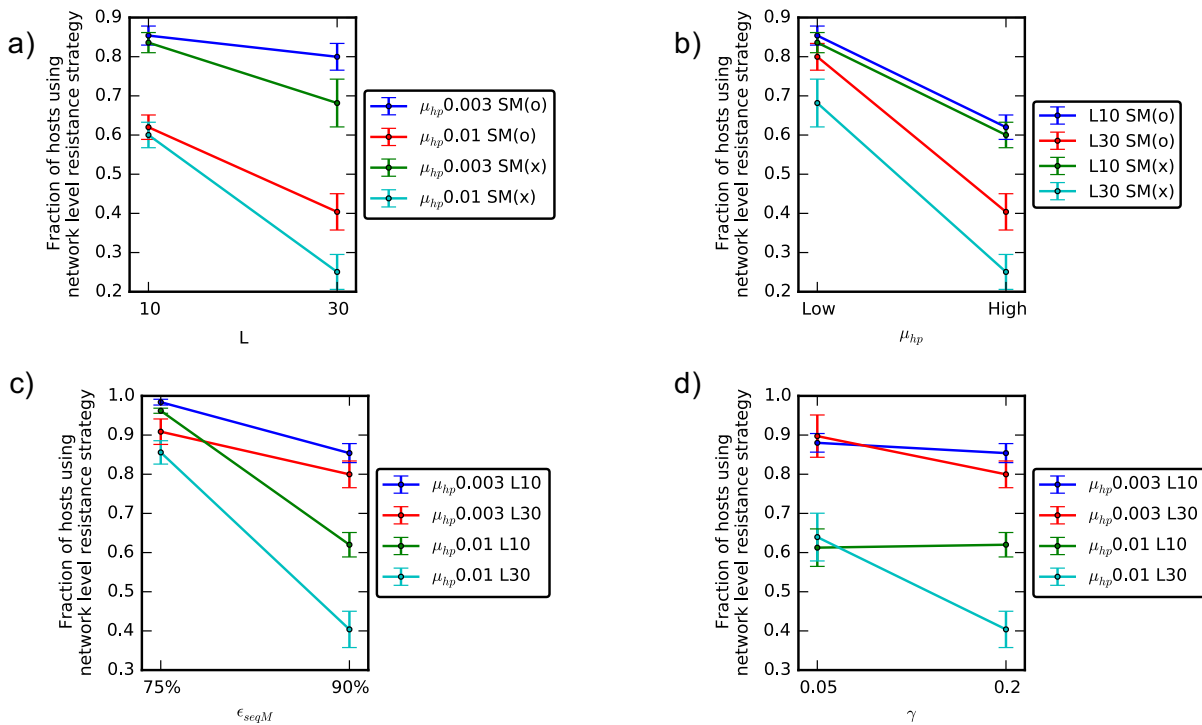 a)
Fraction of hosts using
network level resistance strategy
0.9
0.8
0.7
0.6
0.5
0.4
0.3
0.2
10
30
L
μhp0.003 SM(o)
μhp0.01 SM(o)
μhp0.003 SM(x)
μhp0.01 SM(x)
b)
Fraction of hosts using
network level resistance strategy
0.9
0.8
0.7
0.6
0.5
0.4
0.3
0.2
Low
High
μhp
L10 SM(o)
L30 SM(o)
L10 SM(x)
L30 SM(x)
c)
Fraction of hosts using
network level resistance strategy
1.0
0.9
0.8
0.7
0.6
0.5
0.4
0.3
75%
90%
ϵseqM
μhp0.003 L10
μhp0.003 L30
μhp0.01 L10
μhp0.01 L30
d)
Fraction of hosts using
network level resistance strategy
1.0
0.9
0.8
0.7
0.6
0.5
0.4
0.3
0.05
0.2
γ
μhp0.003 L10
μhp0.003 L30
μhp0.01 L10
μhp0.01 L30